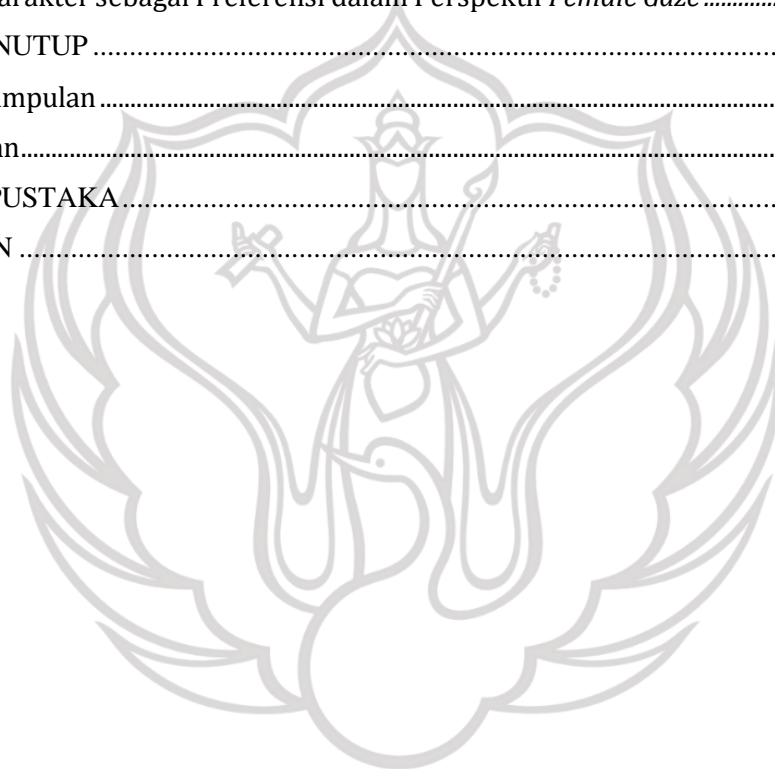 arakter sebagai Preferensi dalam Perspektif Female Gaze............
NUTUP................................................................................
mpulan................................................................................
n............................................................................................
PUSTAKA.............................................................................
N............................................................................................